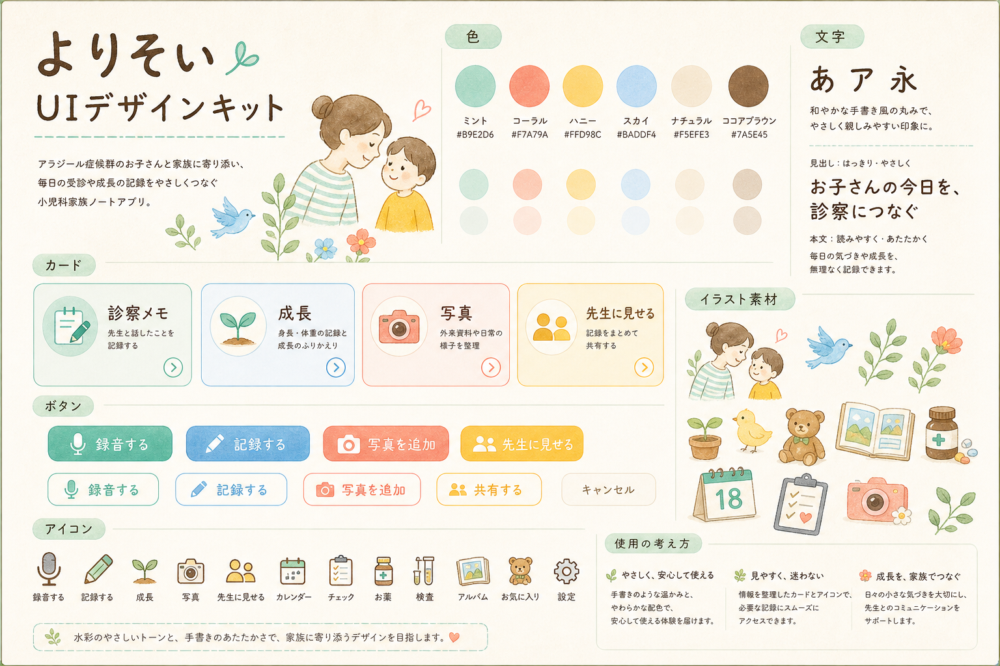 よりそい
UIデザインキット
アラジール症候群のお子さんと家族に寄り添い、
毎日の受診や成長の記録をやさしくつなぐ
小児科家族ノートアプリ。
色
ミント
#B9E2D6
コーラル
#F7A79A
ハニー
#FFD98C
スカイ
#BADDF4
ナチュラル
#F5EFE3
ココアブラウン
#7A5E45
文字
あ ア 永
和やかな手書き風の丸みで、
やさしく親しみやすい印象に。
見出し：はっきり・やさしく
お子さんの今日を、
診察につなぐ
本文：読みやすく・あたたかく
毎日の気づきや成長を、
無理なく記録できます。
カード
診察メモ
先生と話したことを
記録する
成長
身長・体重の記録と
成長のふりかえり
写真
外来資料や日常の
様子を整理
先生に見せる
記録をまとめて
共有する
ボタン
録音する
記録する
写真を追加
先生に見せる
録音する
記録する
写真を追加
共有する
キャンセル
イラスト素材
18
アイコン
録音する
記録する
成長
写真
先生に見せる
カレンダー
チェック
お薬
検査
アルバム
お気に入り
設定
水彩のやさしいトーンと、手書きのあたたかさで、家族に寄り添うデザインを目指します。
使用の考え方
やさしく、安心して使える
手書きのような温かみと、
やわらかな配色で、
安心して使える体験を届けます。
見やすく、迷わない
情報を整理したカードとアイコンで、
必要な記録にスムーズに
アクセスできます。
成長を、家族でつなぐ
日々の小さな気づきを大切にし、
先生とのコミュニケーションを
サポートします。